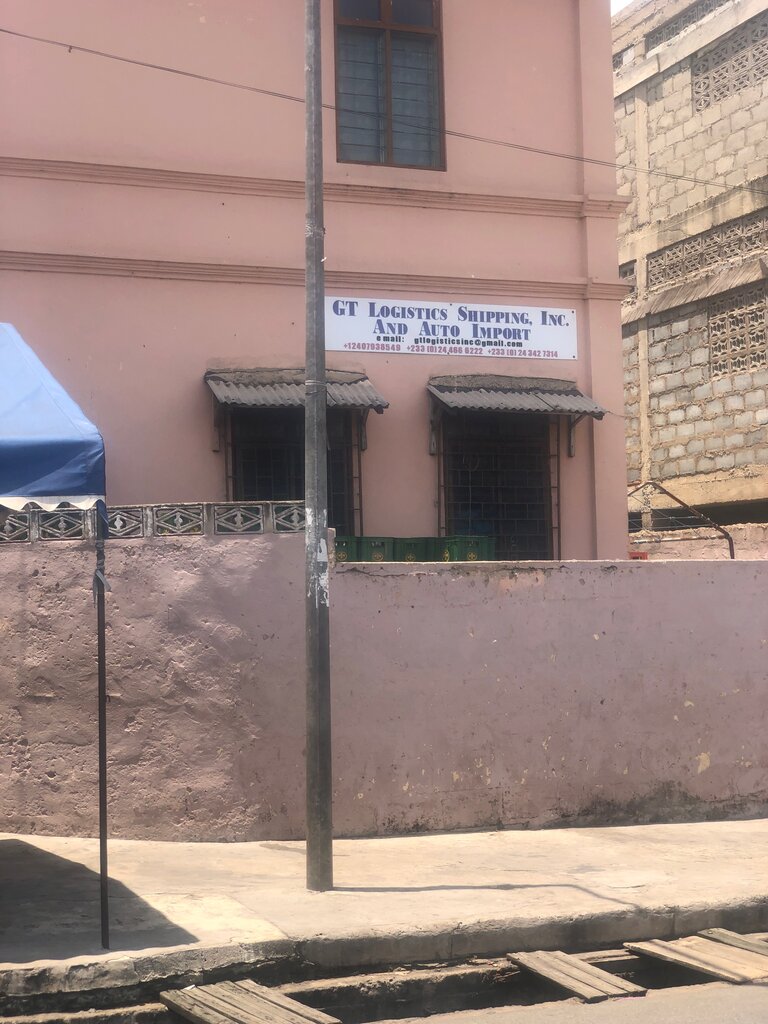 GT Logistics Shipping, Inc.
And Auto Import
email: gtlogisticsinc@gmail.com
+12407938549 +233 (0) 24 466 6222 +233 (0) 24 342 7314